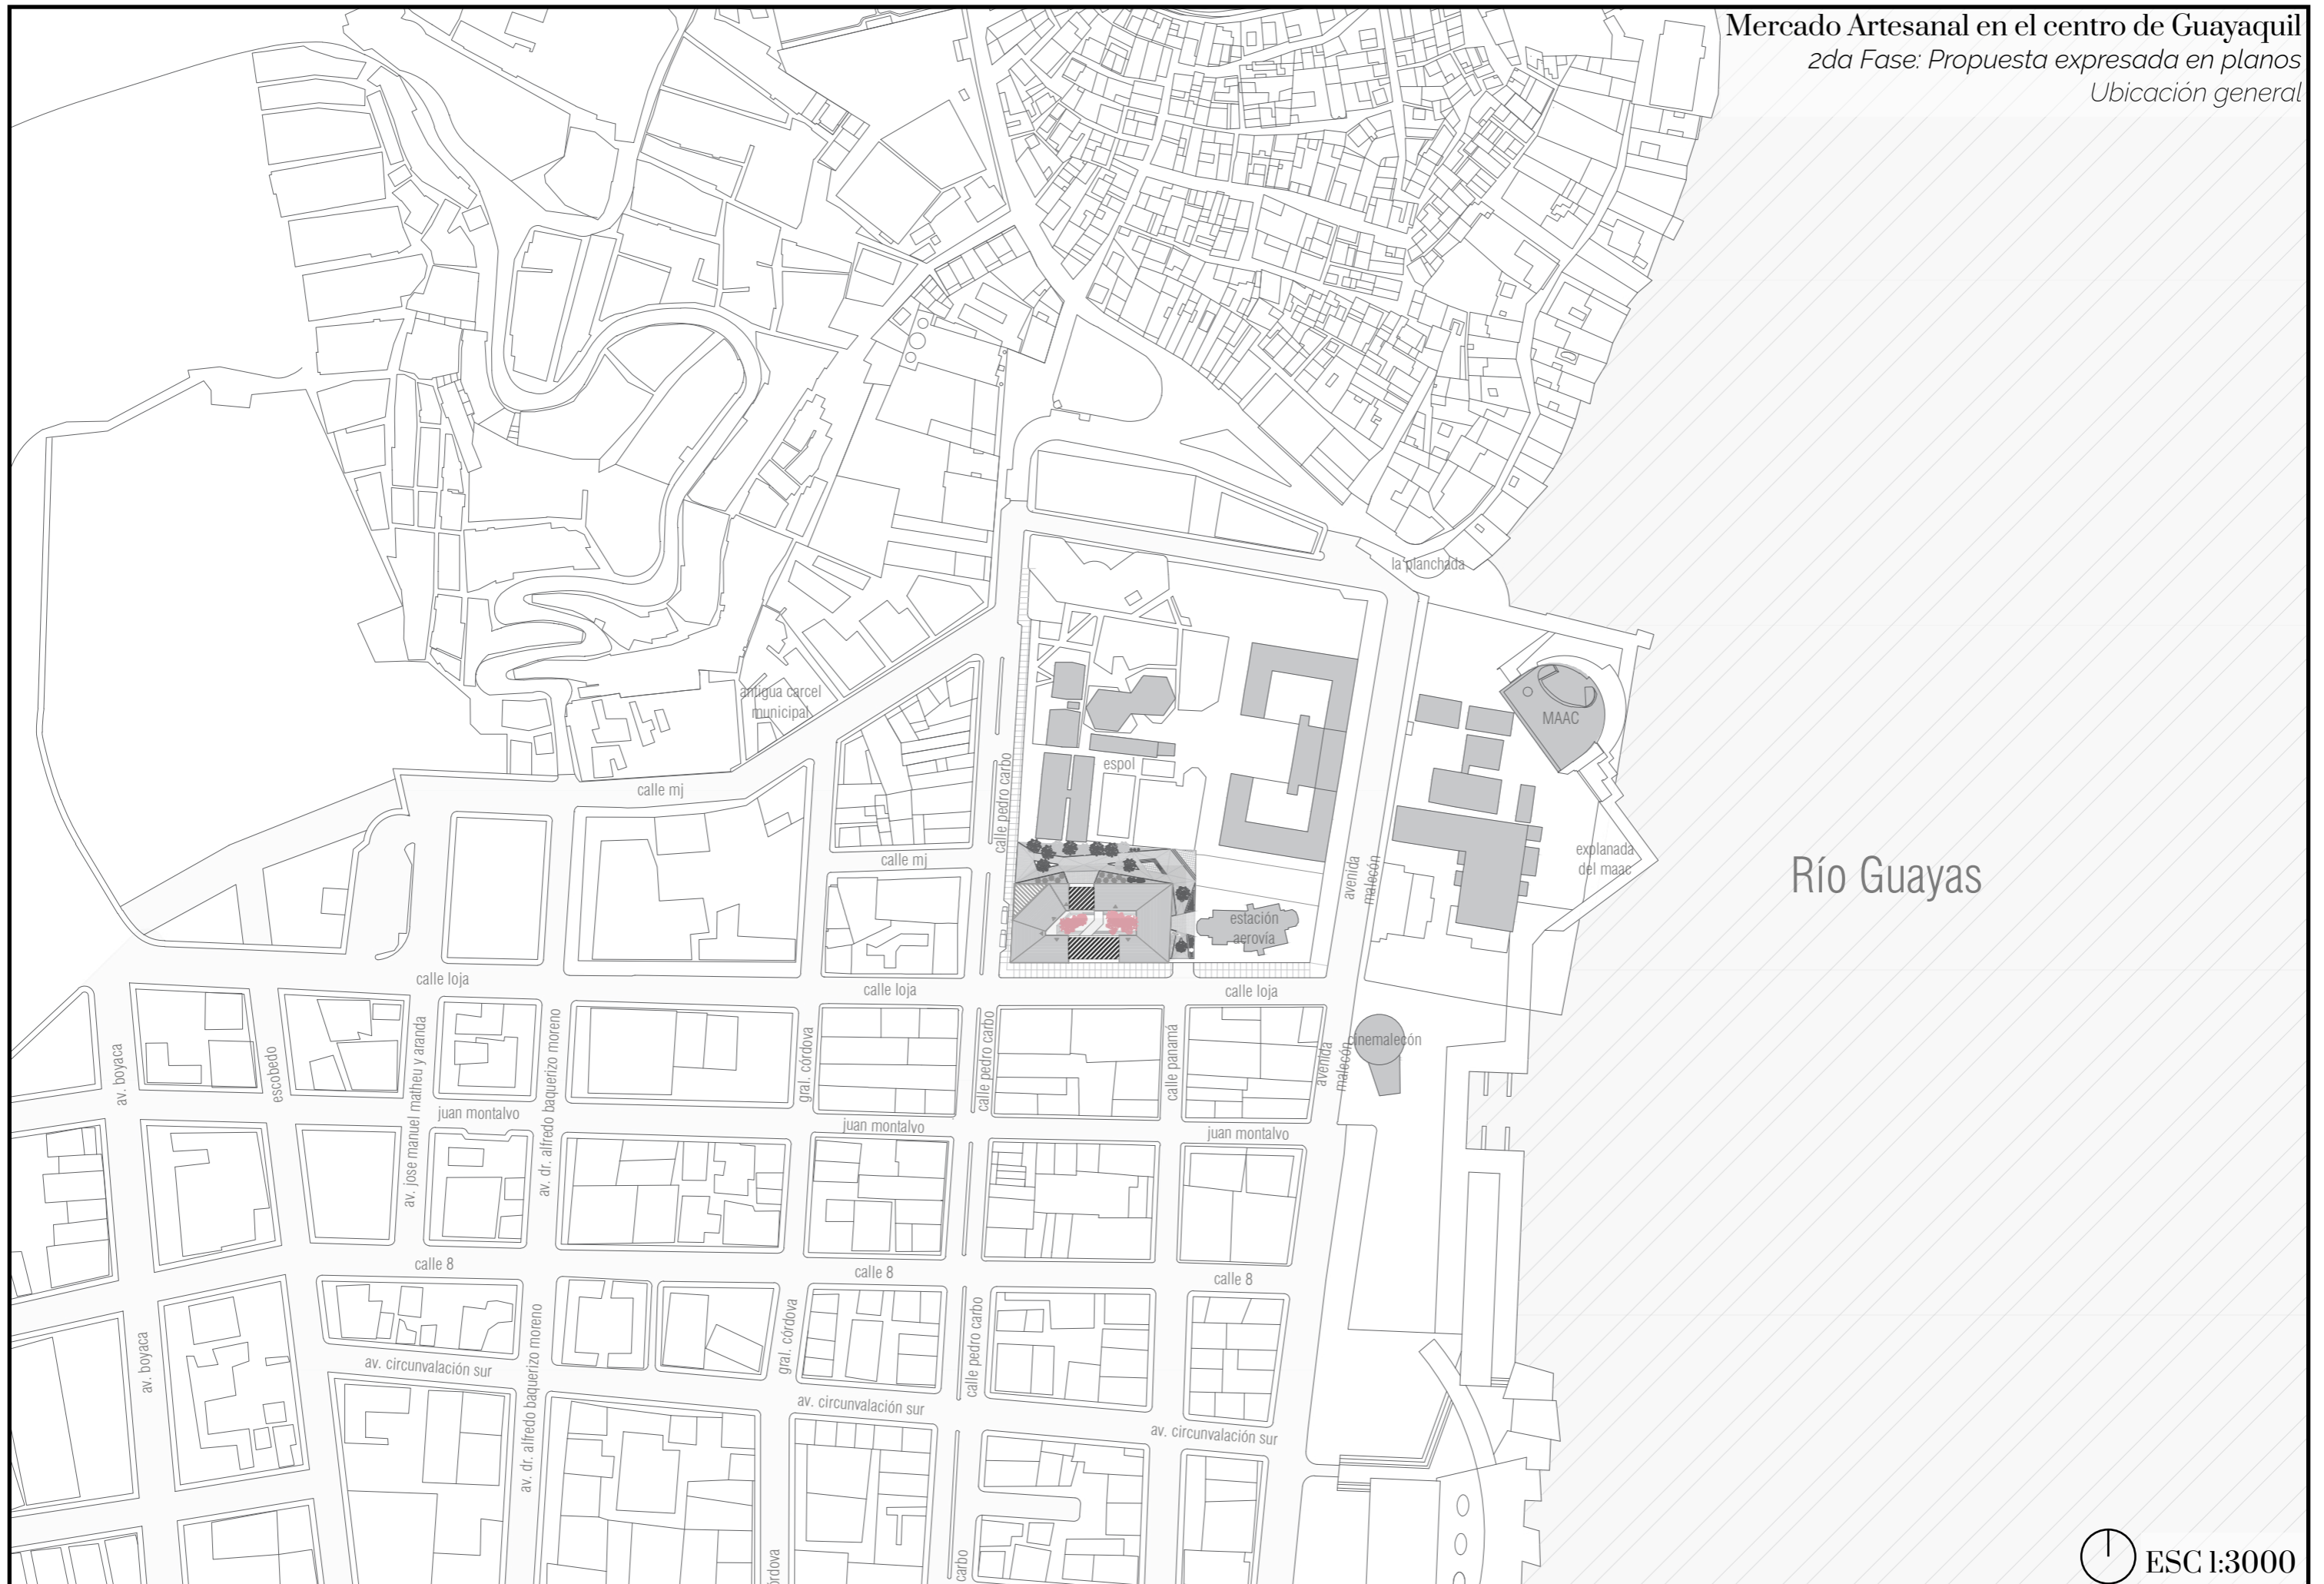 Mercado Artesanal en el centro de Guayaquil
2da Fase: Propuesta expresada en planos
Ubicación general
la planchada
antigua carcel
municipal
MAAC
calle pedro carbo
espol
calle mj
calle mj
explanada
del maac
avenida
malecón
Río Guayas
estación
aerovía
calle loja
calle loja
calle loja
cinemalecón
av. boyaca
escobedo
av. jose manuel matheu y aranda
av. dr. alfredo baquerizo moreno
gral. córdova
calle pedro carbo
calle panamá
avenida
malecón
juan montalvo
juan montalvo
juan montalvo
calle 8
calle 8
calle 8
av. boyaca
av. circunvalación sur
av. dr. alfredo baquerizo moreno
gral. córdova
calle pedro carbo
av. circunvalación sur
av. circunvalación sur
órdova
carbo
ESC 1:3000